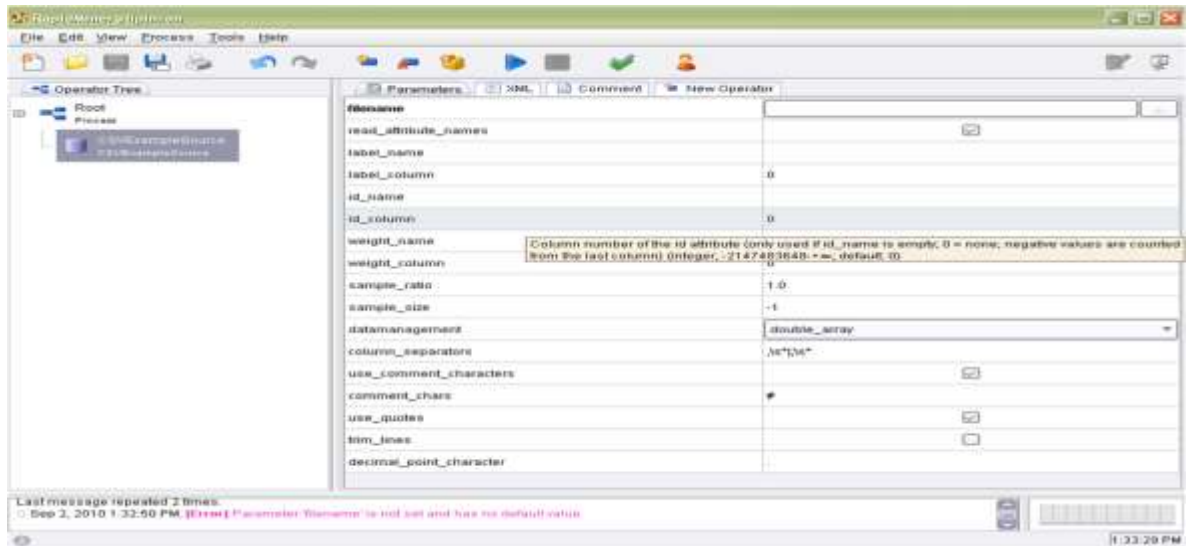 File Edit View Process Tools Help
Operator Tree
Root
Process
CSVExampleSource
CSVExampleSource
Parameters XML Comment New Operator
filename ...
read_attribute_names
label_name
label_column 0
id_name
id_column 0
weight_name
Column number of the id attribute (only used if id_name is empty; 0 = none; negative values are counted
from the last column) (integer; -2147483648-+∞; default: 0)
weight_column 0
sample_ratio 1.0
sample_size -1
datamanagement double_array
column_separators
use_comment_characters
comment_chars #
use_quotes
trim_lines
decimal_point_character .
Last message repeated 2 times.
Sep 2, 2010 1:32:50 PM: [Error] Parameter 'filename' is not set and has no default value.
1:33:29 PM